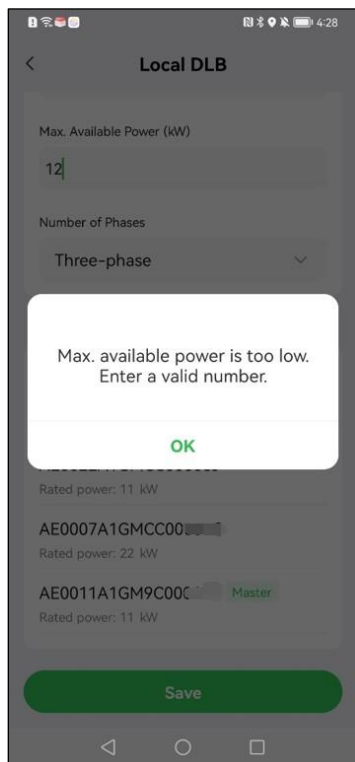 4:28
Local DLB
Max. Available Power (kW)
12
Number of Phases
Three-phase
Max. available power is too low.
Enter a valid number.
OK
Rated power: 11 kW
AE0007A1GMCC00
Rated power: 22 kW
AE0011A1GM9C000 Master
Rated power: 11 kW
Save